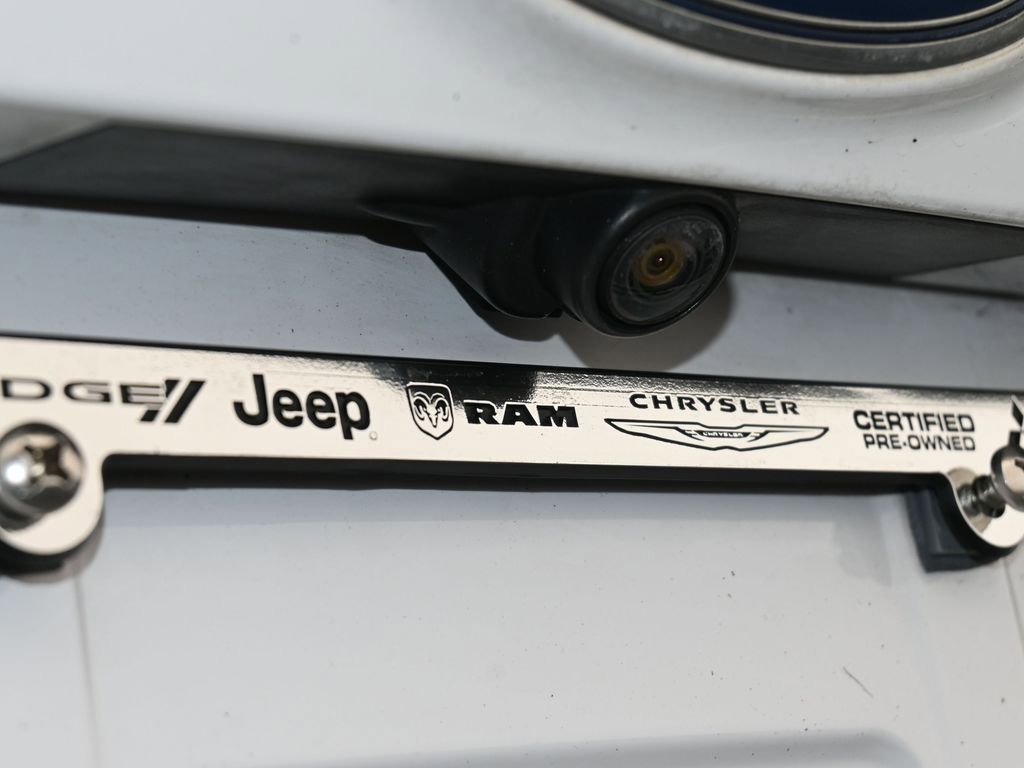 DGE Jeep RAM CHRYSLER CERTIFIED
CHRYSLER PRE-OWNED